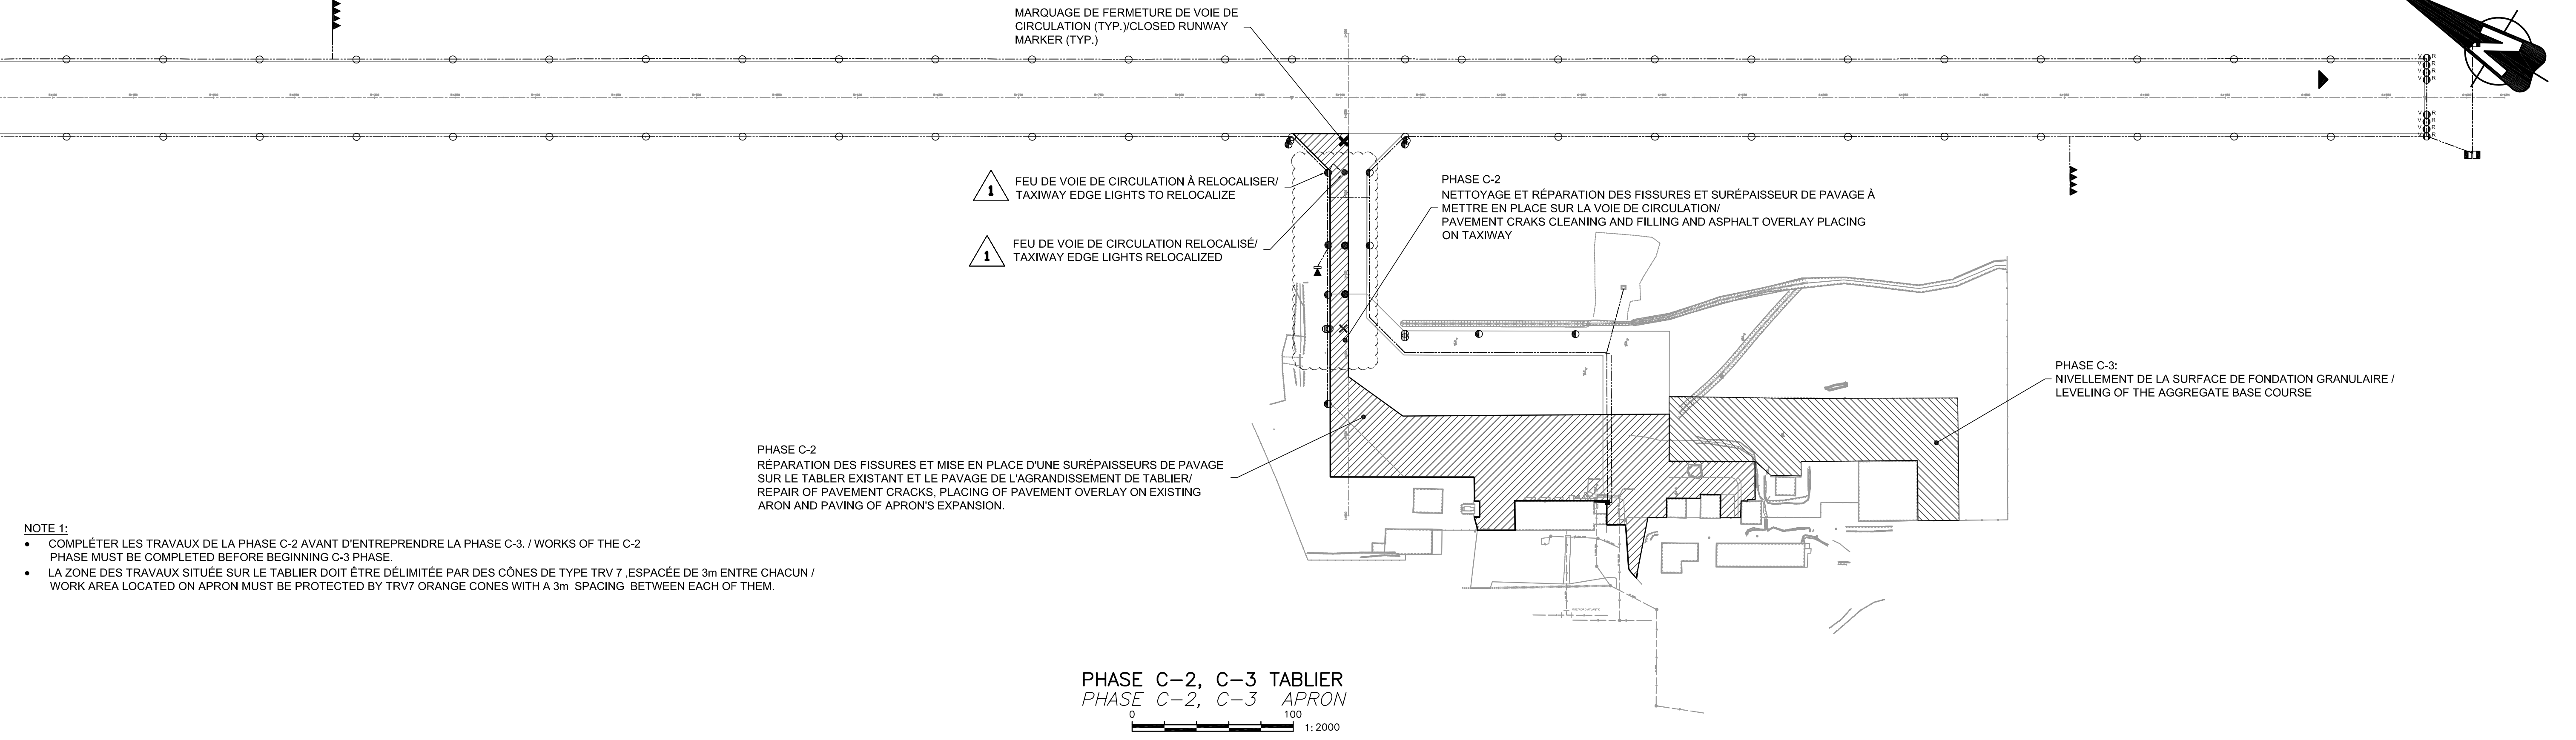 MARQUAGE DE FERMETURE DE VOIE DE
CIRCULATION (TYP.)/CLOSED RUNWAY
MARKER (TYP.)
N
V R
V R
V R
V R
V R
V R
V R
V R
1
FEU DE VOIE DE CIRCULATION À RELOCALISER/
TAXIWAY EDGE LIGHTS TO RELOCALIZE
1
FEU DE VOIE DE CIRCULATION RELOCALISÉ/
TAXIWAY EDGE LIGHTS RELOCALIZED
PHASE C-2
NETTOYAGE ET RÉPARATION DES FISSURES ET SURÉPAISSEUR DE PAVAGE À
METTRE EN PLACE SUR LA VOIE DE CIRCULATION/
PAVEMENT CRAKS CLEANING AND FILLING AND ASPHALT OVERLAY PLACING
ON TAXIWAY
PHASE C-3:
NIVELLEMENT DE LA SURFACE DE FONDATION GRANULAIRE /
LEVELING OF THE AGGREGATE BASE COURSE
PHASE C-2
RÉPARATION DES FISSURES ET MISE EN PLACE D'UNE SURÉPAISSEURS DE PAVAGE
SUR LE TABLER EXISTANT ET LE PAVAGE DE L'AGRANDISSEMENT DE TABLIER/
REPAIR OF PAVEMENT CRACKS, PLACING OF PAVEMENT OVERLAY ON EXISTING
ARON AND PAVING OF APRON'S EXPANSION.
NOTE 1:
• COMPLÉTER LES TRAVAUX DE LA PHASE C-2 AVANT D'ENTREPRENDRE LA PHASE C-3. / WORKS OF THE C-2
PHASE MUST BE COMPLETED BEFORE BEGINNING C-3 PHASE.
• LA ZONE DES TRAVAUX SITUÉE SUR LE TABLIER DOIT ÊTRE DÉLIMITÉE PAR DES CÔNES DE TYPE TRV 7 ,ESPACÉE DE 3m ENTRE CHACUN /
WORK AREA LOCATED ON APRON MUST BE PROTECTED BY TRV7 ORANGE CONES WITH A 3m SPACING BETWEEN EACH OF THEM.
PHASE C-2, C-3 TABLIER
PHASE C-2, C-3 APRON
0 100
1: 2000